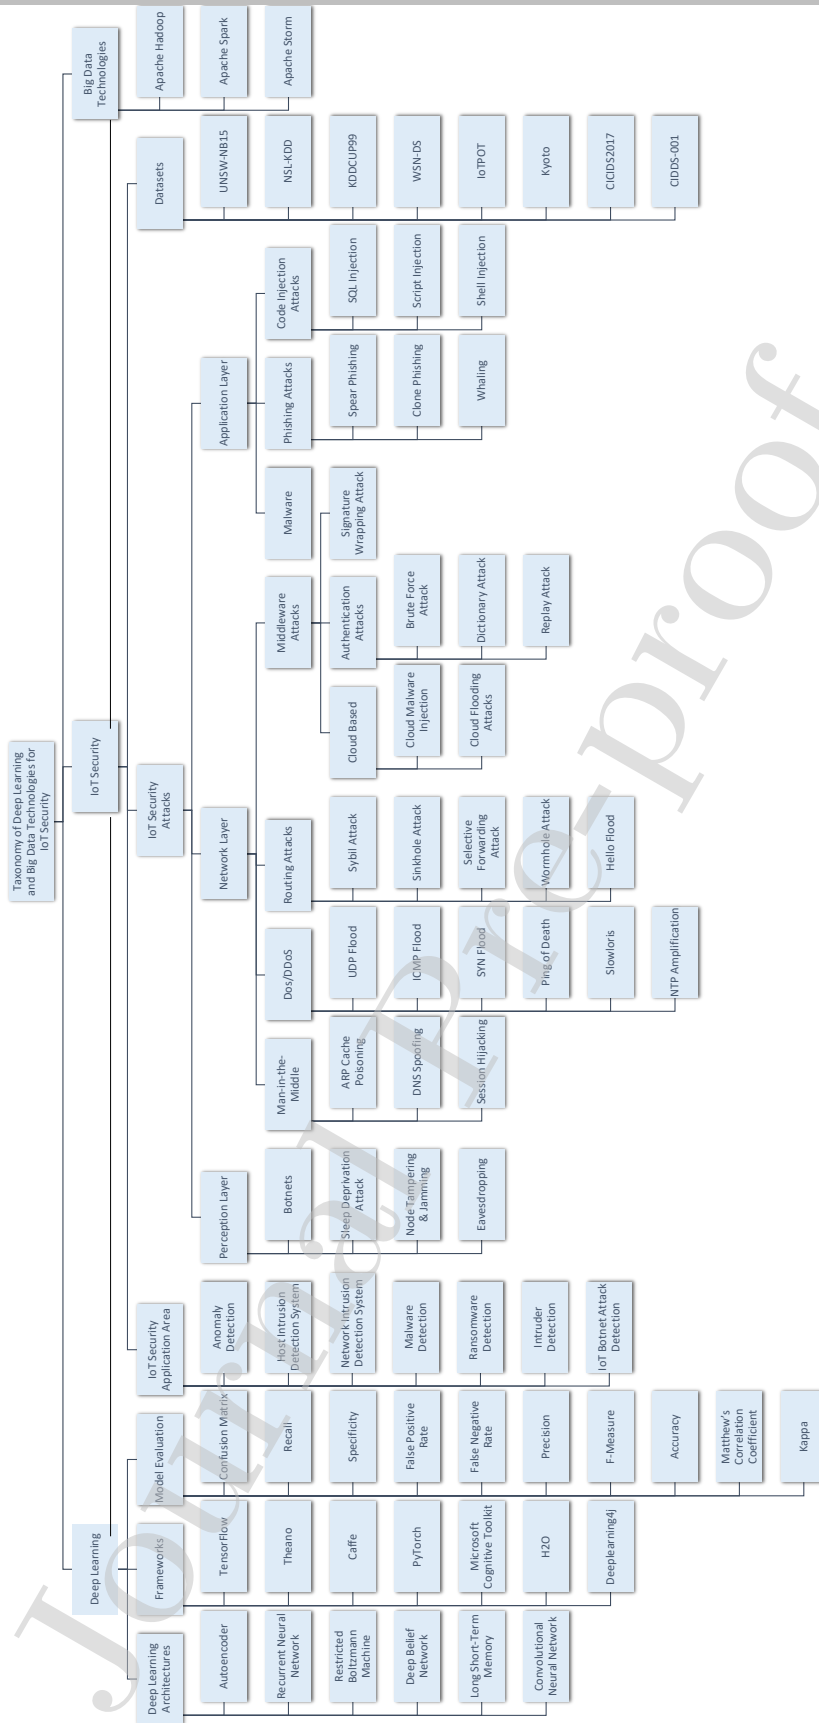 Taxonomy of Deep Learning
and Big Data Technologies for
IoT Security
Deep Learning
Deep Learning
Architectures
Autoencoder
Recurrent Neural
Network
Restricted
Boltzmann
Machine
Deep Belief
Network
Long Short-Term
Memory
Convolutional
Neural Network
Frameworks
TensorFlow
Theano
Caffe
PyTorch
Microsoft
Cognitive Toolkit
H2O
Deeplearning4j
Model Evaluation
Confusion Matrix
Recall
Specificity
False Positive
Rate
False Negative
Rate
Precision
F-Measure
Accuracy
Matthew's
Correlation
Coefficient
Kappa
IoT Security
IoT Security
Application Area
Anomaly
Detection
Host Intrusion
Detection System
Network Intrusion
Detection System
Malware
Detection
Ransomware
Detection
Intruder
Detection
IoT Botnet Attack
Detection
IoT Security
Attacks
Perception Layer
Botnets
Sleep Deprivation
Attack
Node Tampering
& Jamming
Eavesdropping
Network Layer
Man-in-the-
Middle
ARP Cache
Poisoning
DNS Spoofing
Session Hijacking
Dos/DDoS
UDP Flood
ICMP Flood
SYN Flood
Ping of Death
Slowloris
NTP Amplification
Routing Attacks
Sybil Attack
Sinkhole Attack
Selective
Forwarding
Attack
Wormhole Attack
Hello Flood
Middleware
Attacks
Cloud Based
Cloud Malware
Injection
Cloud Flooding
Attacks
Authentication
Attacks
Brute Force
Attack
Dictionary Attack
Replay Attack
Signature
Wrapping Attack
Application Layer
Malware
Phishing Attacks
Spear Phishing
Clone Phishing
Whaling
Code Injection
Attacks
SQL Injection
Script Injection
Shell Injection
Datasets
UNSW-NB15
NSL-KDD
KDDCUP99
WSN-DS
IoTPOT
Kyoto
CICIDS2017
CIDDS-001
Big Data
Technologies
Apache Hadoop
Apache Spark
Apache Storm
Journal Pre-proof